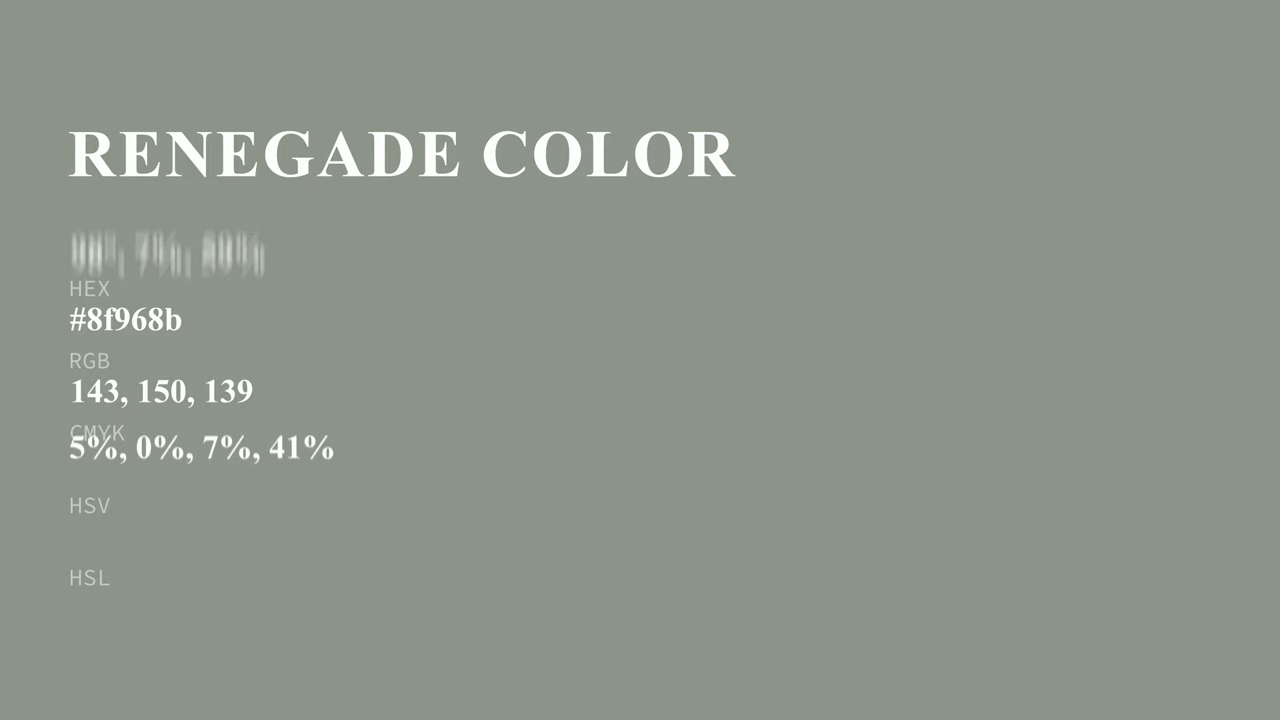 RENEGADE COLOR
HEX
#8f968b
RGB
143, 150, 139
CMYK
5%, 0%, 7%, 41%
HSV
HSL